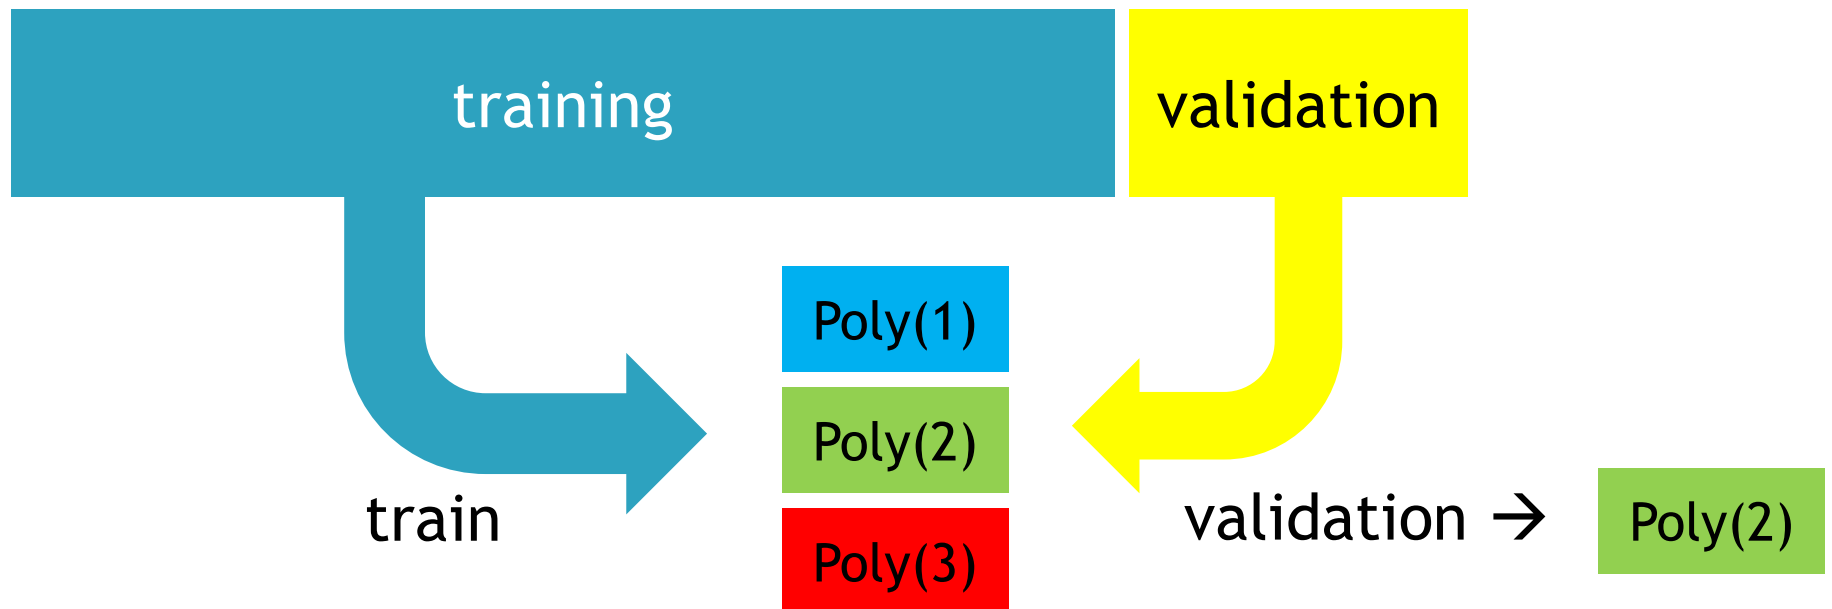 training
validation
Poly(1)
Poly(2)
Poly(3)
train
validation →
Poly(2)